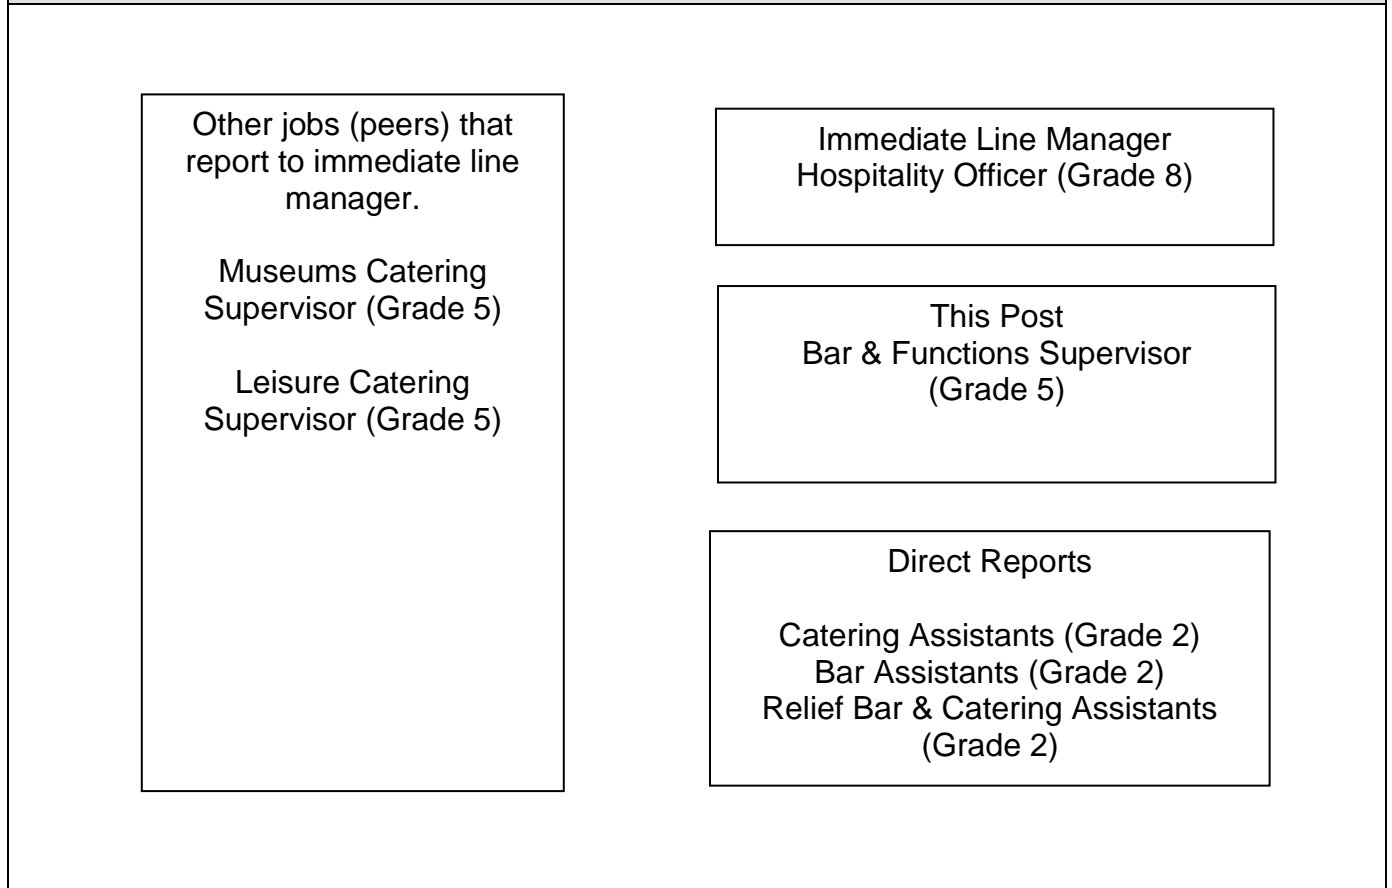 Other jobs (peers) that
report to immediate line
manager.
Museums Catering
Supervisor (Grade 5)
Leisure Catering
Supervisor (Grade 5)
Immediate Line Manager
Hospitality Officer (Grade 8)
This Post
Bar & Functions Supervisor
(Grade 5)
Direct Reports
Catering Assistants (Grade 2)
Bar Assistants (Grade 2)
Relief Bar & Catering Assistants
(Grade 2)